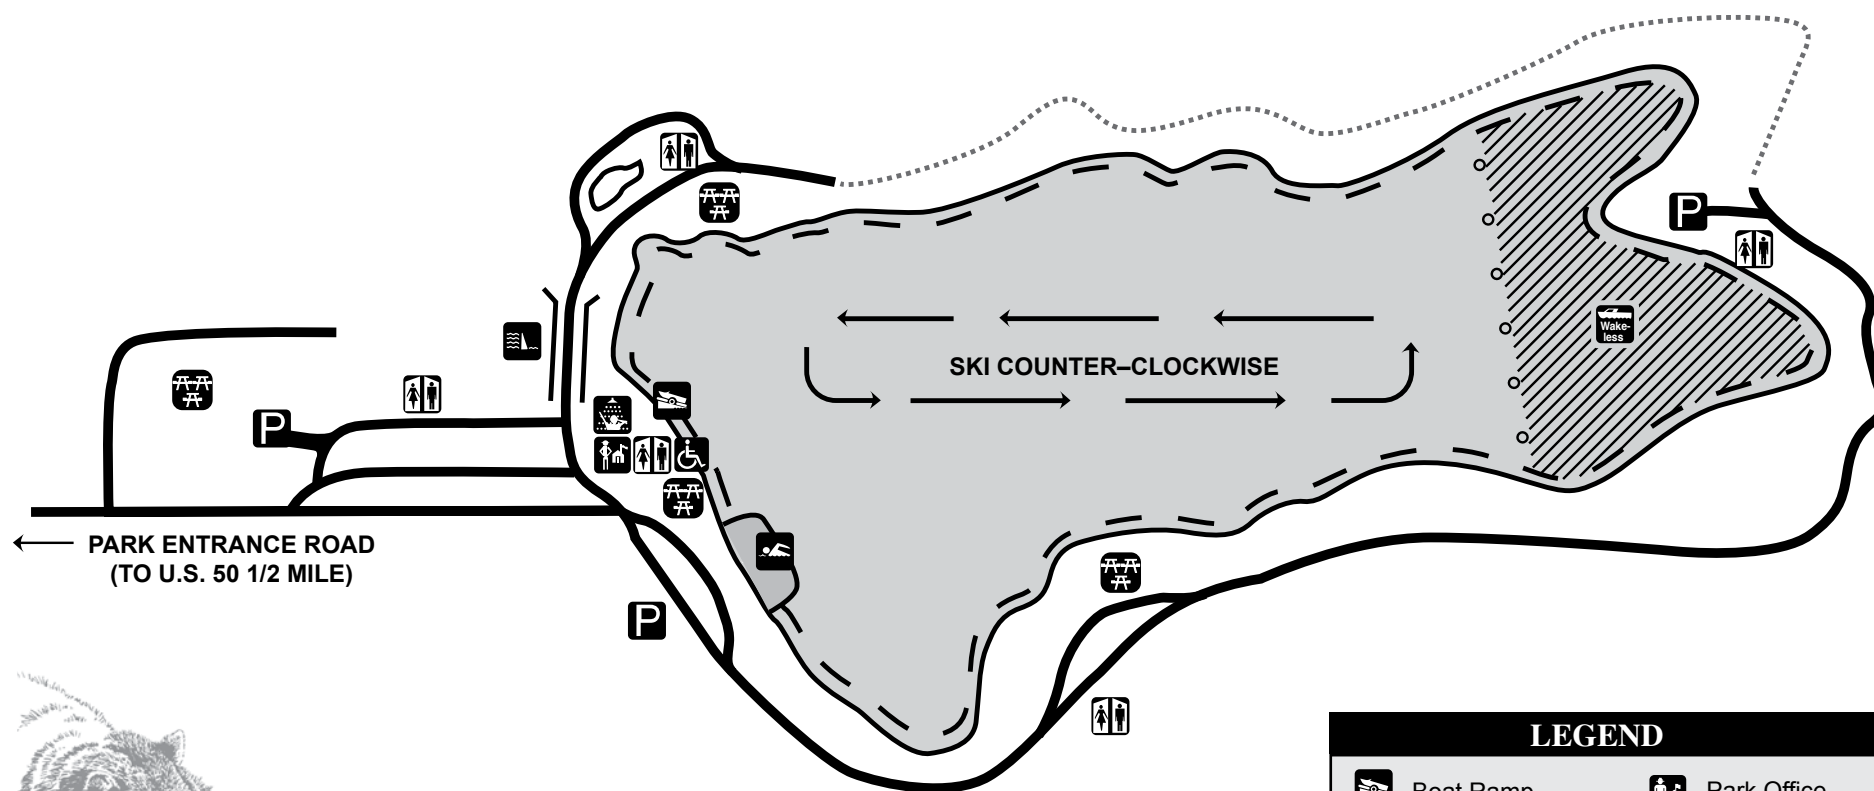 P
Wake-
less
SKI COUNTER–CLOCKWISE
P
PARK ENTRANCE ROAD
(TO U.S. 50 1/2 MILE)
P
LEGEND
Boat Ramp
Park Office